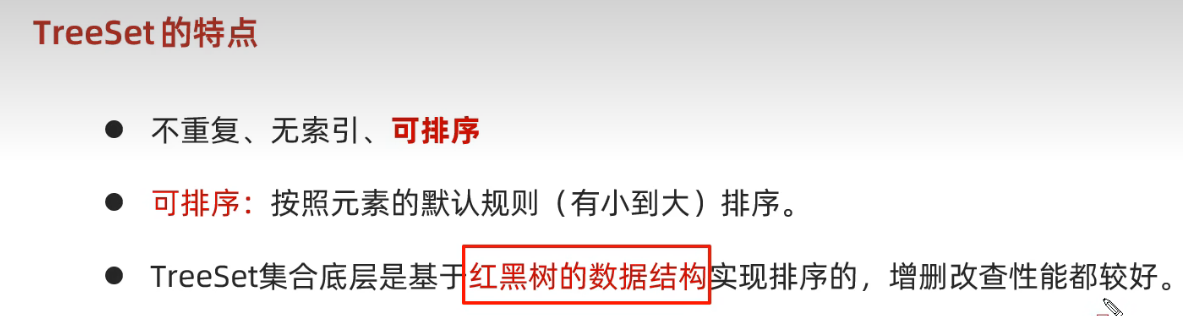 TreeSet 的特点
● 不重复、无索引、可排序
● 可排序：按照元素的默认规则（有小到大）排序。
● TreeSet集合底层是基于红黑树的数据结构实现排序的，增删改查性能都较好。